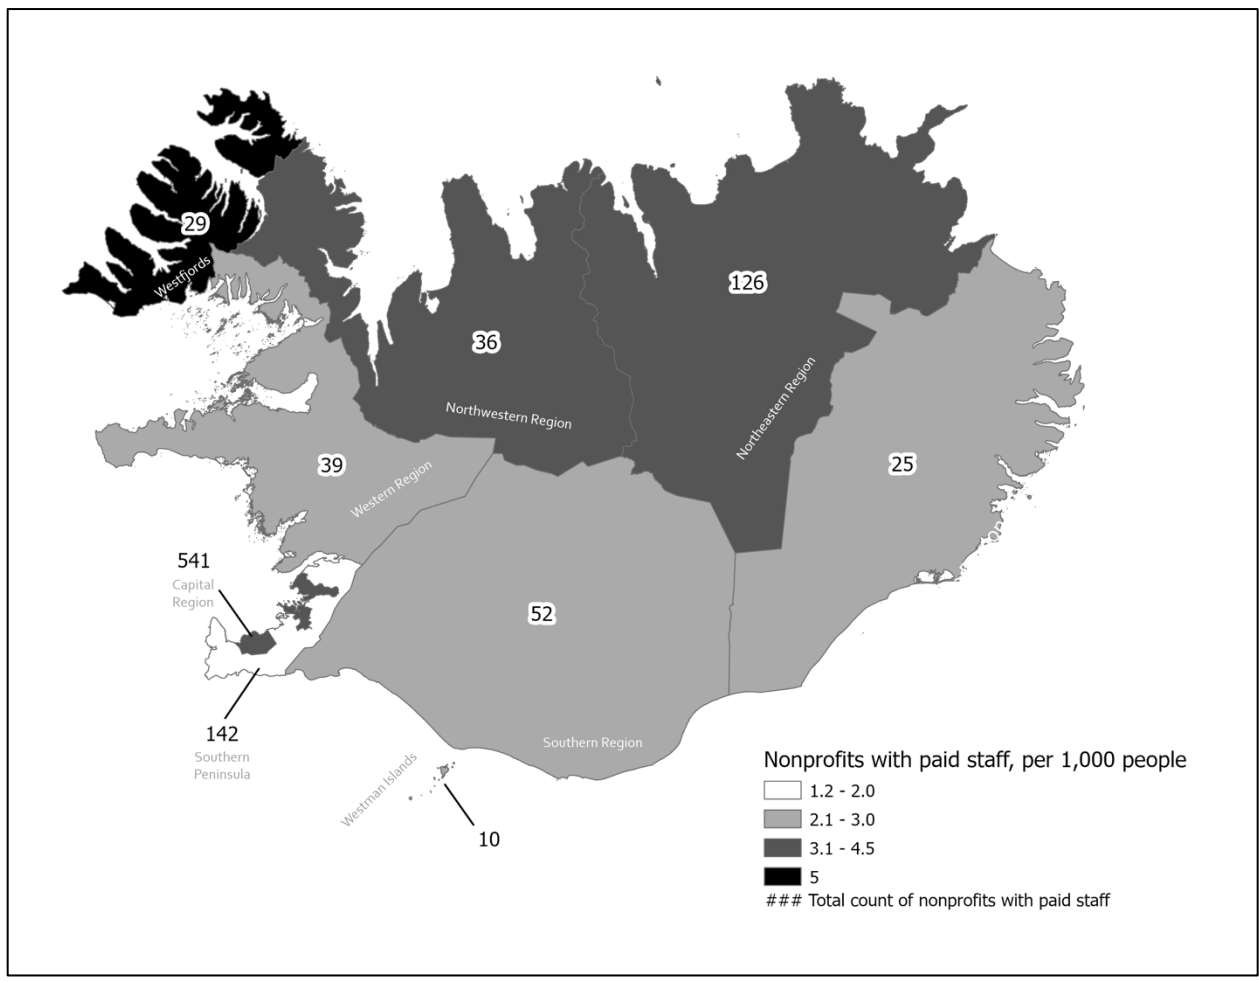 29
Westfjords
126
36
Northwestern Region
Northeastern Region
39
Western Region
25
541
Capital
Region
52
142
Southern
Peninsula
Southern Region
Westman Islands
10
Nonprofits with paid staff, per 1,000 people
1.2 - 2.0
2.1 - 3.0
3.1 - 4.5
5
### Total count of nonprofits with paid staff